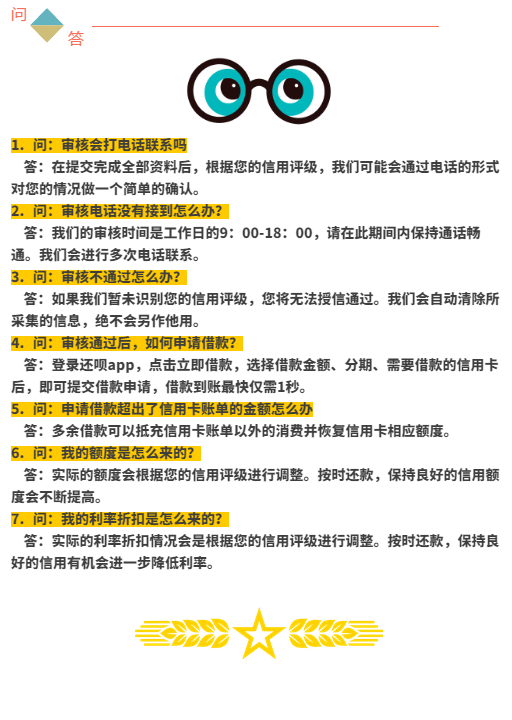 问
答
1. 问：审核会打电话联系吗
答：在提交完成全部资料后，根据您的信用评级，我们可能会通过电话的形式
对您的情况做一个简单的确认。
2. 问：审核电话没有接到怎么办？
答：我们的审核时间是工作日的9：00-18：00，请在此期间内保持通话畅
通。我们会进行多次电话联系。
3. 问：审核不通过怎么办？
答：如果我们暂未识别您的信用评级，您将无法授信通过。我们会自动清除所
采集的信息，绝不会另作他用。
4. 问：审核通过后，如何申请借款？
答：登录还呗app，点击立即借款，选择借款金额、分期、需要借款的信用卡
后，即可提交借款申请，借款到账最快仅需1秒。
5. 问：申请借款超出了信用卡账单的金额怎么办
答：多余借款可以抵充信用卡账单以外的消费并恢复信用卡相应额度。
6. 问：我的额度是怎么来的？
答：实际的额度会根据您的信用评级进行调整。按时还款，保持良好的信用额
度会不断提高。
7. 问：我的利率折扣是怎么来的？
答：实际的利率折扣情况会是根据您的信用评级进行调整。按时还款，保持良
好的信用有机会进一步降低利率。